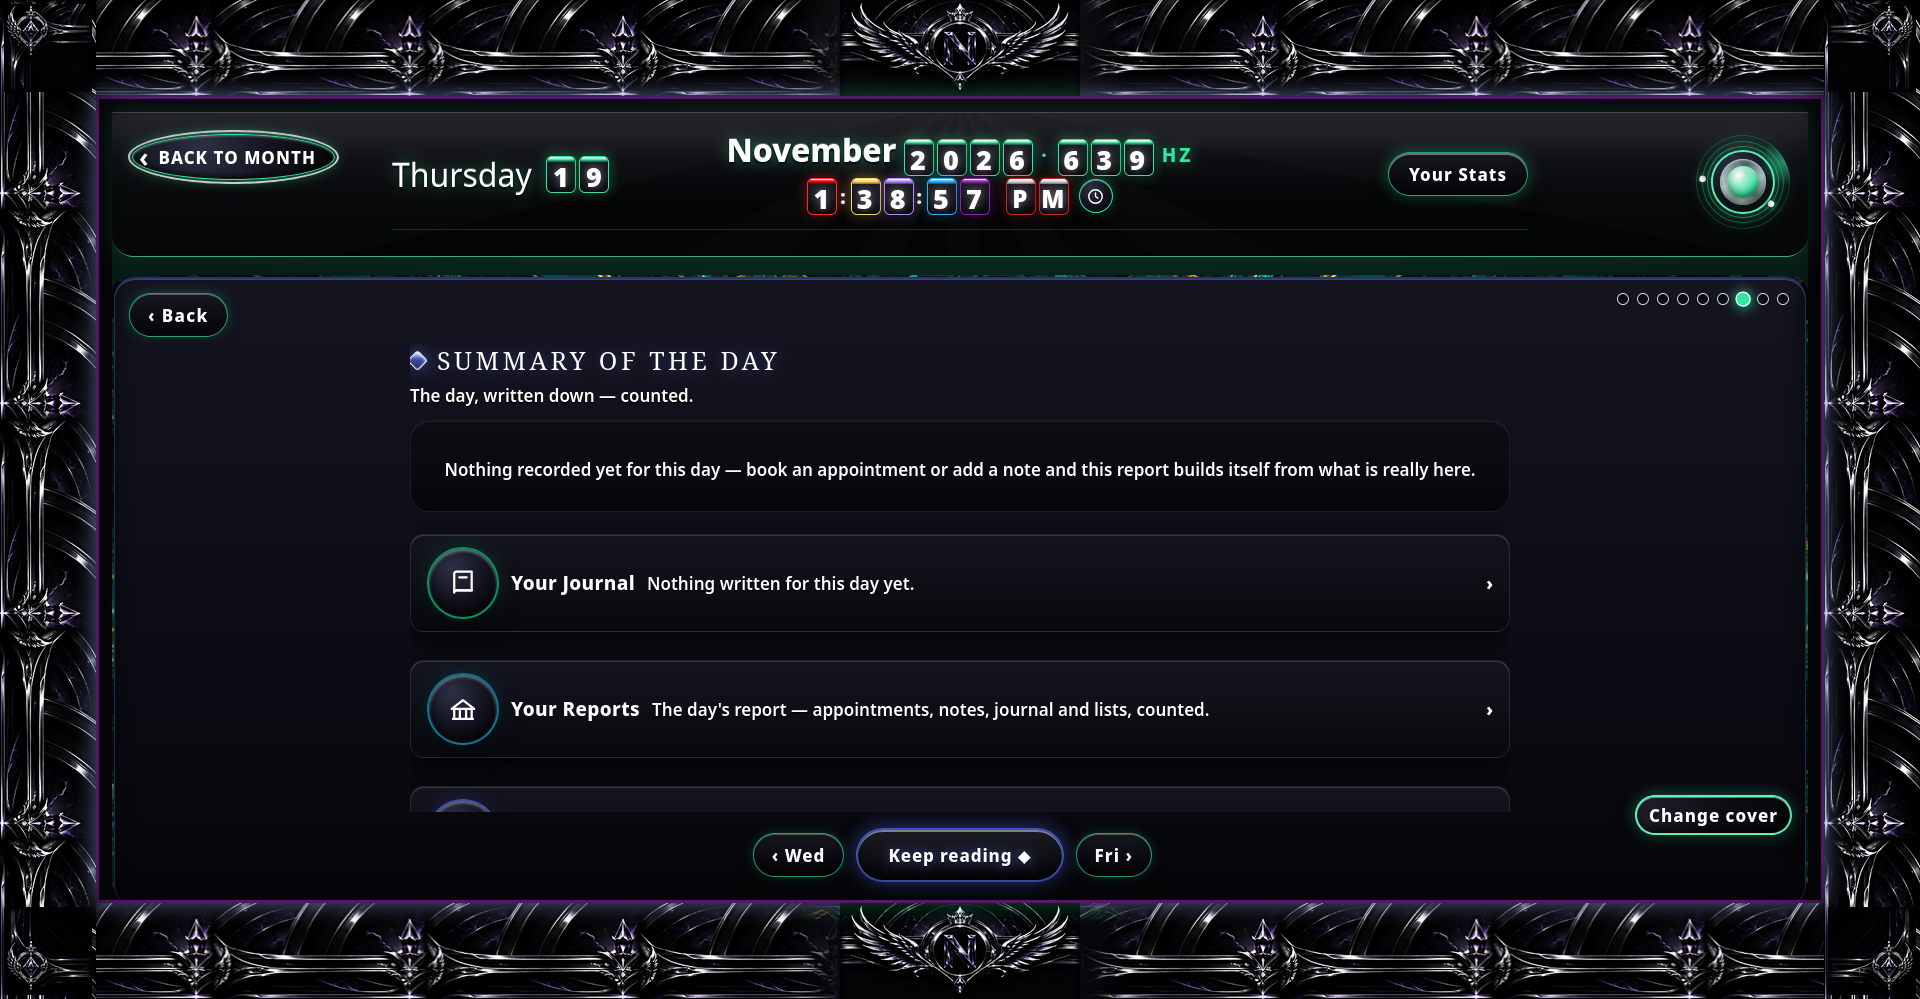 ‹ BACK TO MONTH
Thursday 19
November 2026 · 639 HZ
1:38:57 PM
Your Stats
‹ Back
SUMMARY OF THE DAY
The day, written down — counted.
Nothing recorded yet for this day — book an appointment or add a note and this report builds itself from what is really here.
Your Journal Nothing written for this day yet. ›
Your Reports The day's report — appointments, notes, journal and lists, counted. ›
Change cover
‹ Wed
Keep reading ◆
Fri ›
N
N